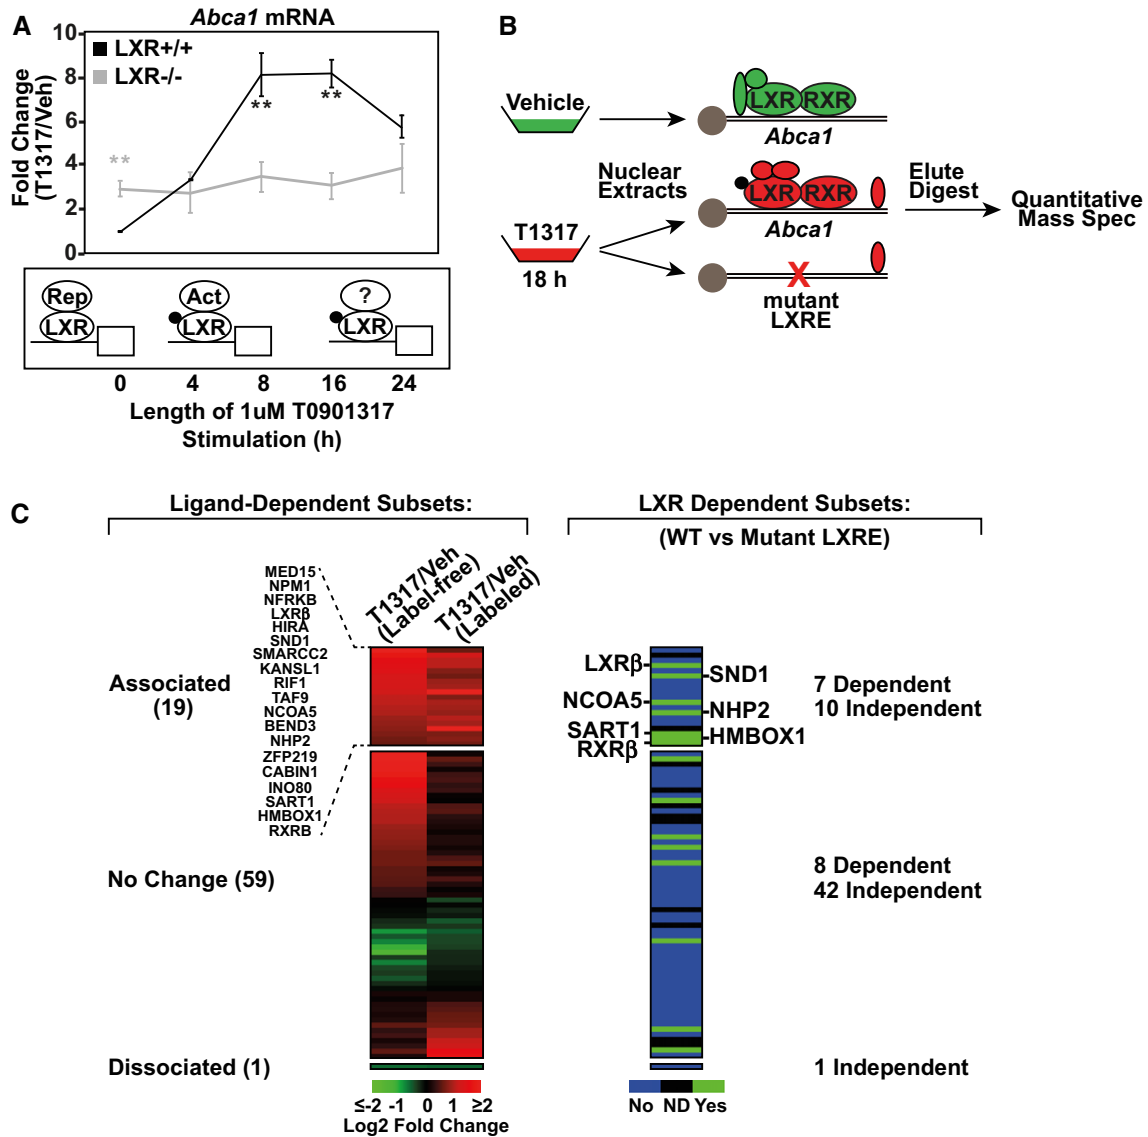 A
Abca1 mRNA
10
8
6
4
2
0
Fold Change
(T1317/Veh)
LXR+/+
LXR-/-
**
**
**
Rep
LXR
Act
LXR
?
LXR
0 4 8 16 24
Length of 1uM T0901317
Stimulation (h)
B
Vehicle
LXR RXR
Abca1
Nuclear
Extracts
T1317
18 h
LXR RXR
Abca1
X
mutant
LXRE
Elute
Digest
Quantitative
Mass Spec
C
Ligand-Dependent Subsets:
T1317/Veh
(Label-free)
T1317/Veh
(Labeled)
MED15
NPM1
NFRKB
LXRβ
HIRA
SND1
SMARCC2
KANSL1
RIF1
TAF9
NCOA5
BEND3
NHP2
ZFP219
CABIN1
INO80
SART1
HMBOX1
RXRB
Associated
(19)
No Change (59)
Dissociated (1)
≤-2 -1 0 1 ≥2
Log2 Fold Change
LXR Dependent Subsets:
(WT vs Mutant LXRE)
LXRβ
SND1
NCOA5
NHP2
SART1
HMBOX1
RXRβ
7 Dependent
10 Independent
8 Dependent
42 Independent
1 Independent
No ND Yes